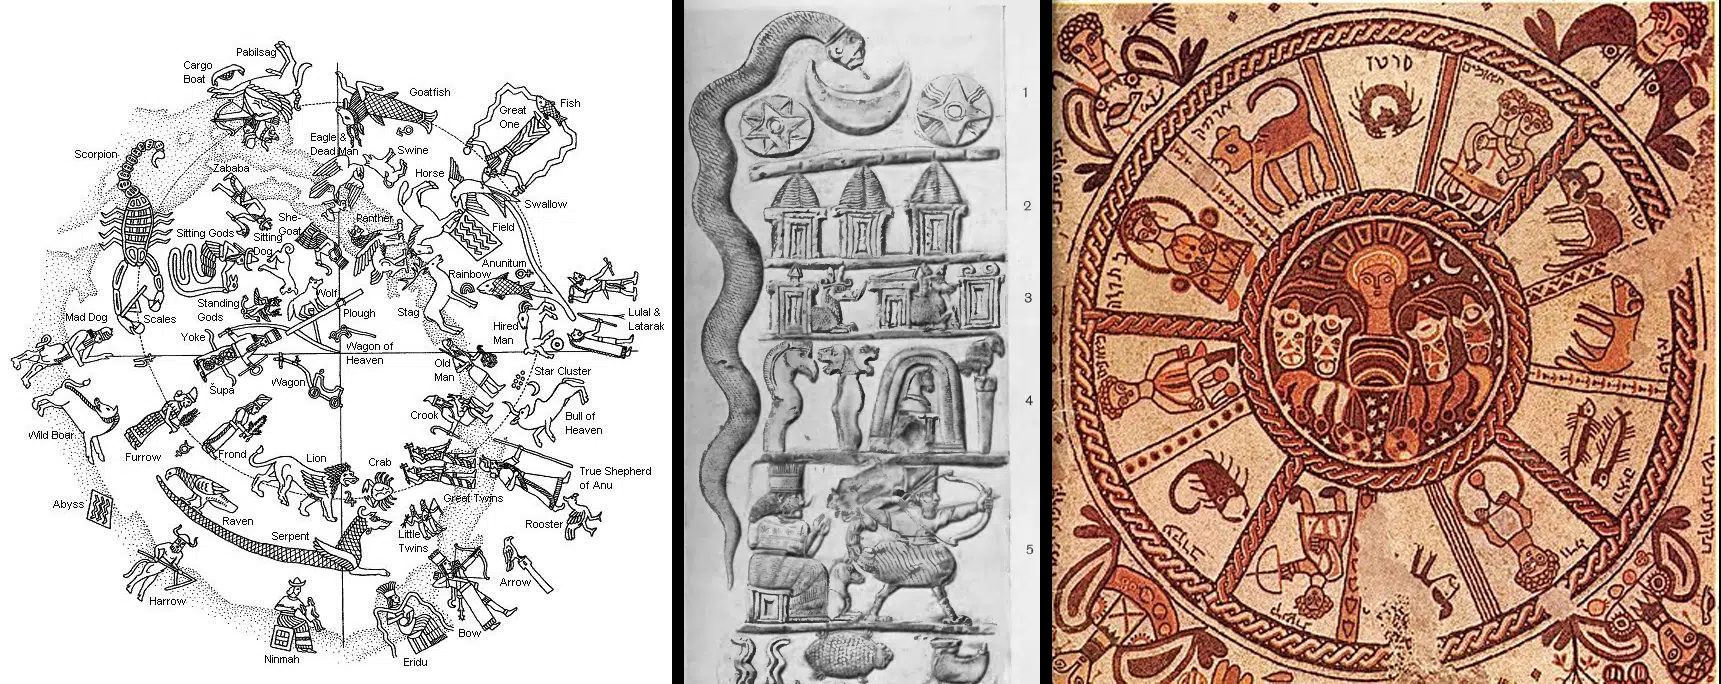 Pabilsag
Cargo
Boat
Goatfish
Great
One
Fish
Eagle &
Dead Man
Swine
Scorpion
Zababa
Horse
Swallow
She-
Goat
Panther
Field
Sitting Gods
Sitting
Dog
Anunitum
Rainbow
Wolf
Standing
Gods
Plough
Stag
Hired
Man
Lulal &
Latarak
Mad Dog
Scales
Yoke
Wagon of
Heaven
Old
Man
Star Cluster
Šupa
Wagon
Crook
Bull of
Heaven
Wild Boar
Furrow
Frond
Lion
Crab
True Shepherd
of Anu
Great Twins
Abyss
Raven
Rooster
Serpent
Little
Twins
Arrow
Harrow
Bow
Ninmah
Eridu
1
2
3
4
5
סרטן